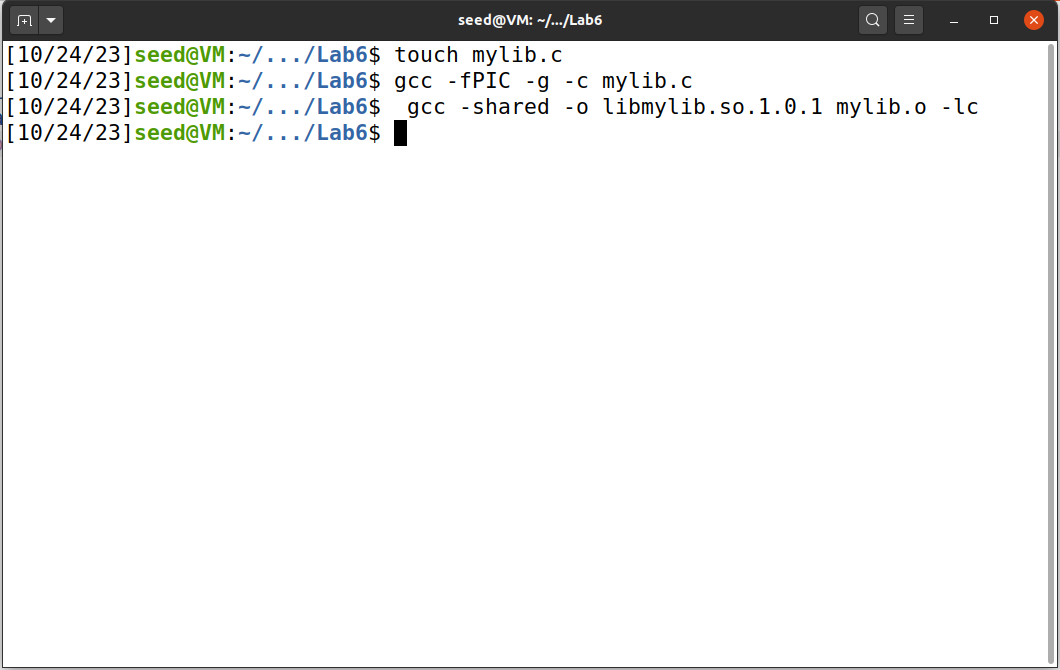 seed@VM: ~/.../Lab6
[10/24/23]seed@VM:~/.../Lab6$ touch mylib.c
[10/24/23]seed@VM:~/.../Lab6$ gcc -fPIC -g -c mylib.c
[10/24/23]seed@VM:~/.../Lab6$  gcc -shared -o libmylib.so.1.0.1 mylib.o -lc
[10/24/23]seed@VM:~/.../Lab6$